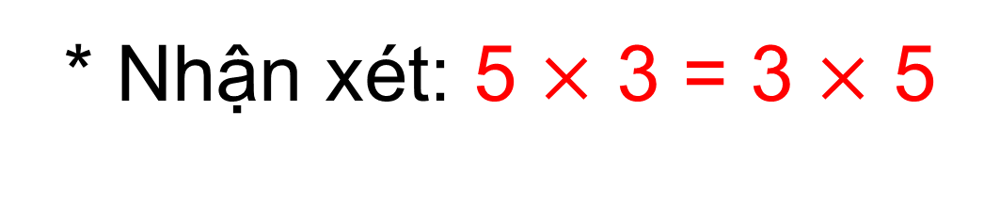 * Nhận xét: 5 × 3 = 3 × 5